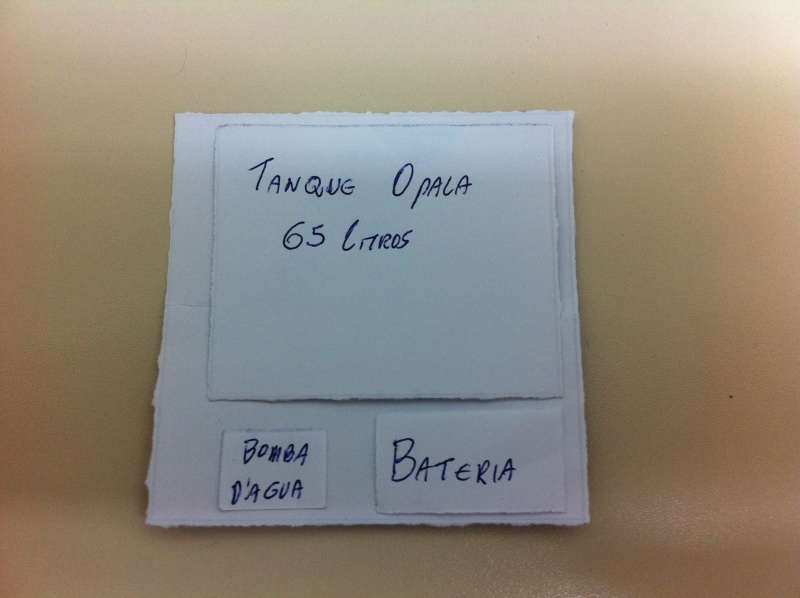 TANQUE OPALA
65 LITROS
BOMBA
D'AGUA
BATERIA